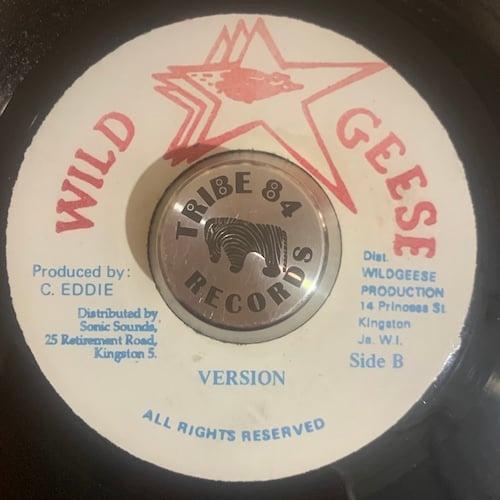 WILD GEESE
TRIBE 84
RECORDS
Produced by:
C. EDDIE
Distributed by
Sonic Sounds,
25 Retirement Road,
Kingston 5.
Dist.
WILDGEESE
PRODUCTION
14 Princess St
Kingston
Ja. W.I.
Side B
VERSION
ALL RIGHTS RESERVED